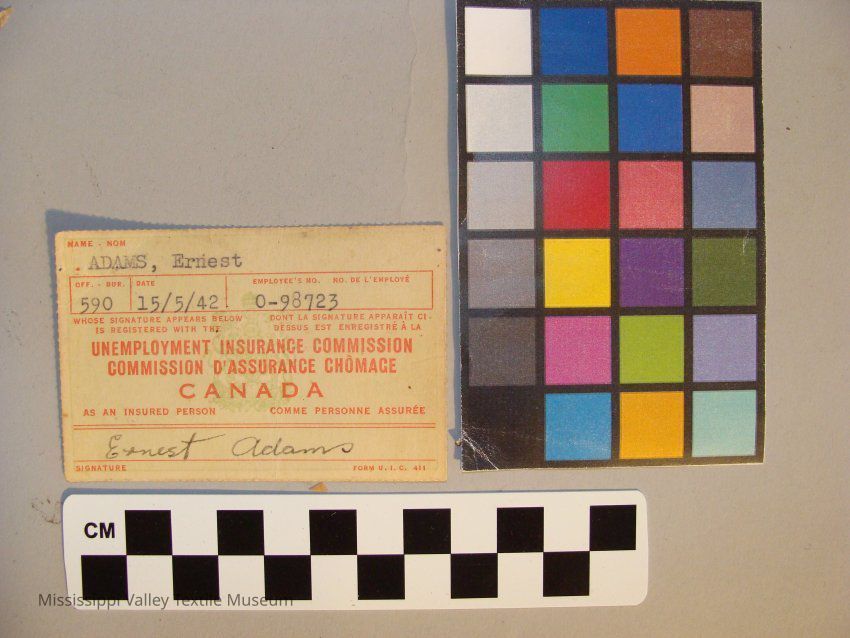 NAME - NOM
ADAMS, Ernest
OFF. - BUR. DATE EMPLOYEE'S NO. NO. DE L'EMPLOYÉ
590 15/5/42 O-98723
WHOSE SIGNATURE APPEARS BELOW DONT LA SIGNATURE APPARAÎT CI-
IS REGISTERED WITH THE DESSUS EST ENREGISTRÉ À LA
UNEMPLOYMENT INSURANCE COMMISSION
COMMISSION D'ASSURANCE CHÔMAGE
CANADA
AS AN INSURED PERSON COMME PERSONNE ASSURÉE
Ernest Adams
SIGNATURE FORM U. I. C. 411
CM
Mississippi Valley Textile Museum